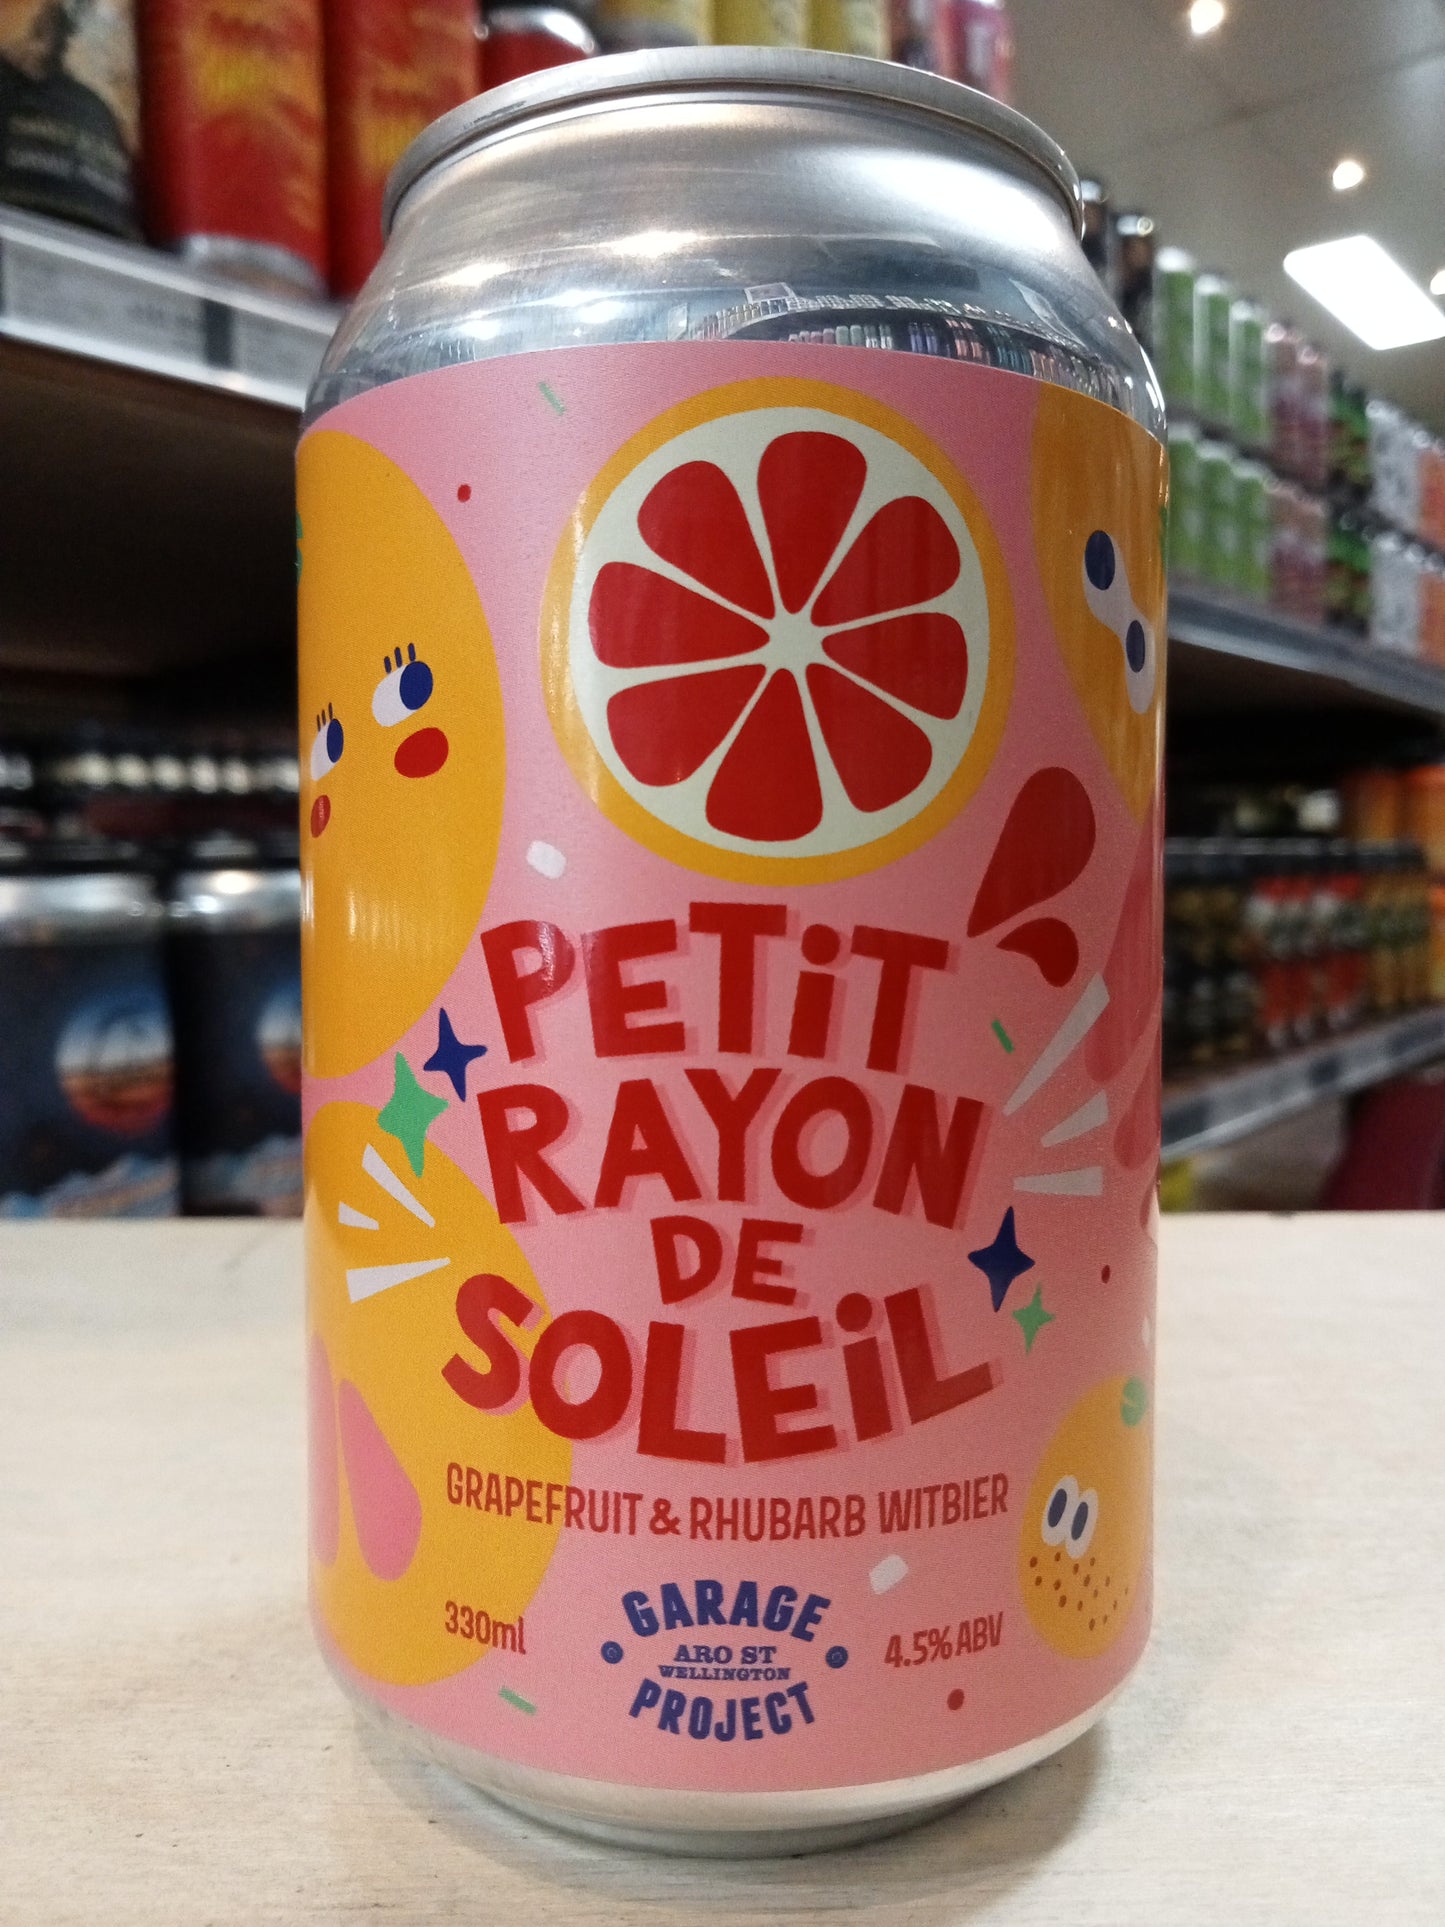 PETiT
RAYON
DE
SOLEiL
GRAPEFRUIT & RHUBARB WITBIER
330ml
GARAGE
ARO ST
WELLINGTON
PROJECT
4.5% ABV